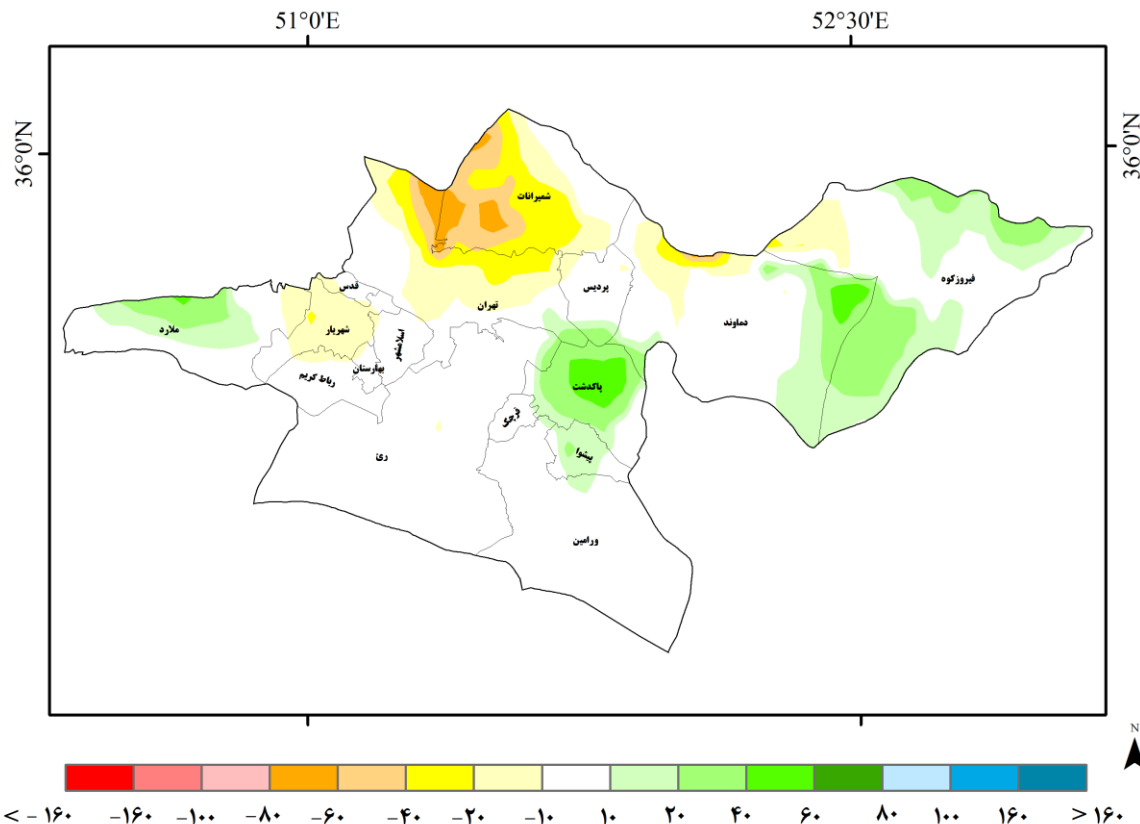 51°0'E 52°30'E
36°0'N 36°0'N
شمیرانات
فیروزکوه
پردیس
قدس
تهران
دماوند
ملارد
شهریار
اسلامشهر
بهارستان
رباط کریم
پاکدشت
قرچک
پیشوا
ری
ورامین
N
< -۱۶۰ -۱۶۰ -۱۰۰ -۸۰ -۶۰ -۴۰ -۲۰ -۱۰ ۱۰ ۲۰ ۴۰ ۶۰ ۸۰ ۱۰۰ ۱۶۰ >۱۶۰